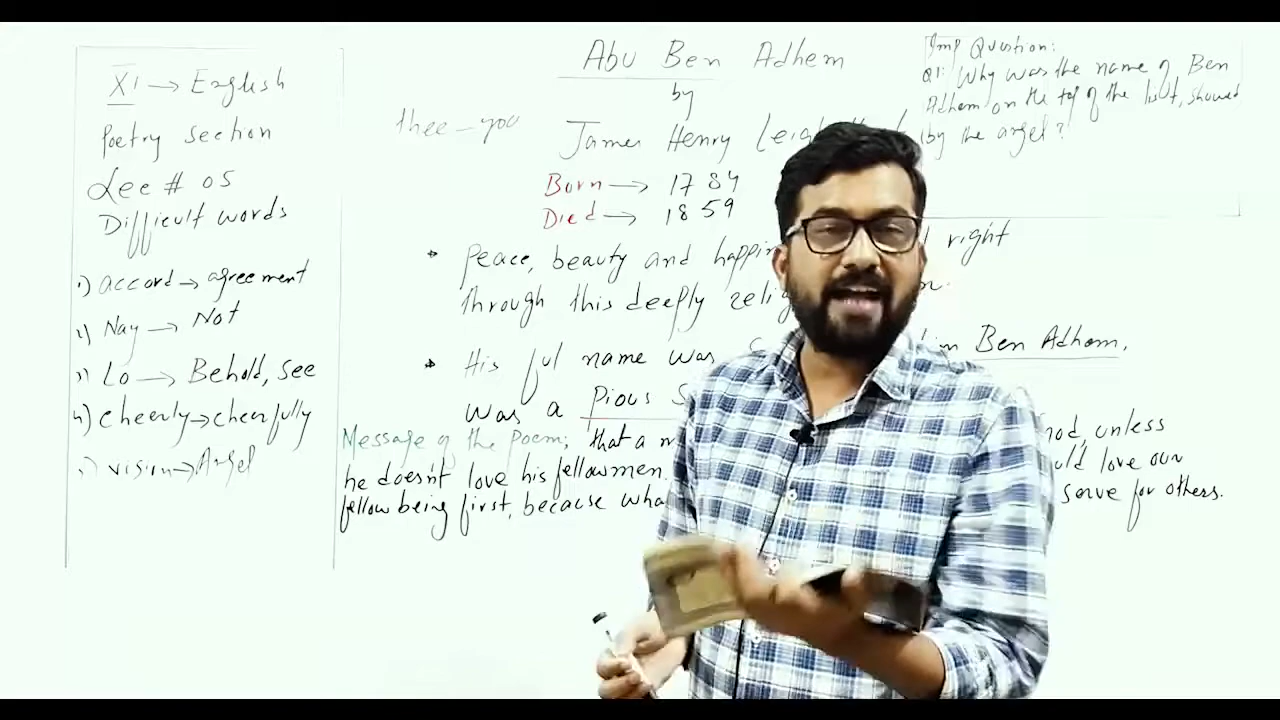 XI → English
Poetry section
Lec # 05
Difficult words
1) accord → agreement
2) Nay → Not
3) Lo → Behold, see
4) cheerly → cheerfully
5) vision → Angel
Abu Ben Adhem
by
thee - you
James Henry Leigh
Born → 1784
Died → 1859
Peace, beauty and happin right
through this deeply relig
His ful name was Ben Adham,
was a Pious S
Message of the poem; that a m unless
he doesn't love his fellowmen. love our
fellow being first, because wha serve for others.
Imp Question:
Q1: Why was the name of Ben
Adhem on the top of the list, showed
by the angel?